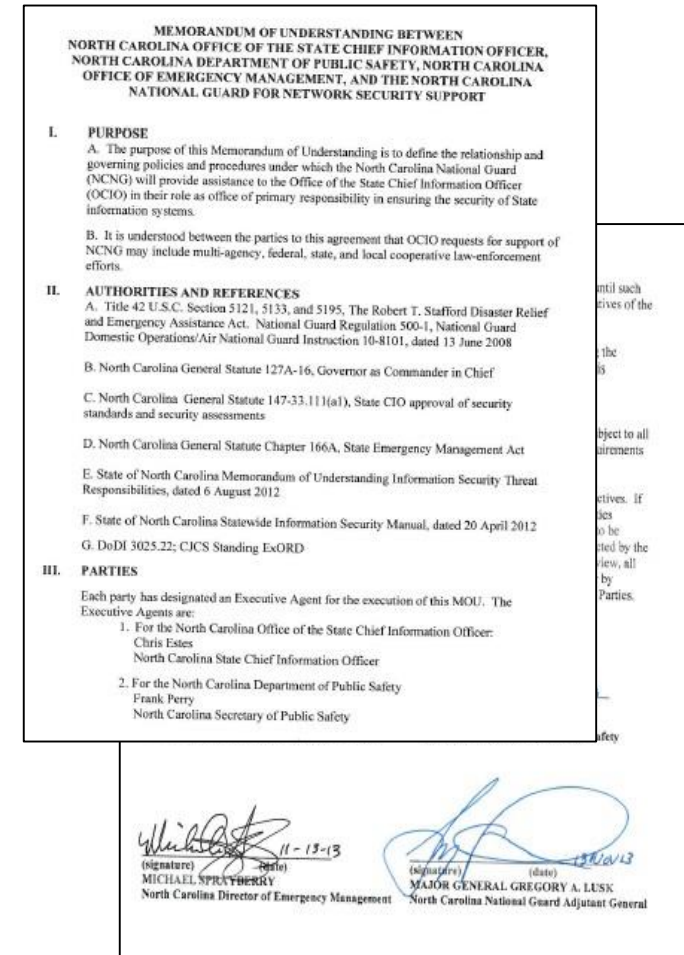 MEMORANDUM OF UNDERSTANDING BETWEEN
NORTH CAROLINA OFFICE OF THE STATE CHIEF INFORMATION OFFICER,
NORTH CAROLINA DEPARTMENT OF PUBLIC SAFETY, NORTH CAROLINA
OFFICE OF EMERGENCY MANAGEMENT, AND THE NORTH CAROLINA
NATIONAL GUARD FOR NETWORK SECURITY SUPPORT
I. PURPOSE
A. The purpose of this Memorandum of Understanding is to define the relationship and
governing policies and procedures under which the North Carolina National Guard
(NCNG) will provide assistance to the Office of the State Chief Information Officer
(OCIO) in their role as office of primary responsibility in ensuring the security of State
information systems.
B. It is understood between the parties to this agreement that OCIO requests for support of
NCNG may include multi-agency, federal, state, and local cooperative law-enforcement
efforts.
II. AUTHORITIES AND REFERENCES
A. Title 42 U.S.C. Section 5121, 5133, and 5195, The Robert T. Stafford Disaster Relief
and Emergency Assistance Act. National Guard Regulation 500-1, National Guard
Domestic Operations/Air National Guard Instruction 10-8101, dated 13 June 2008
B. North Carolina General Statute 127A-16, Governor as Commander in Chief
C. North Carolina General Statute 147-33.111(a1), State CIO approval of security
standards and security assessments
D. North Carolina General Statute Chapter 166A, State Emergency Management Act
E. State of North Carolina Memorandum of Understanding Information Security Threat
Responsibilities, dated 6 August 2012
F. State of North Carolina Statewide Information Security Manual, dated 20 April 2012
G. DoDI 3025.22; CJCS Standing ExORD
III. PARTIES
Each party has designated an Executive Agent for the execution of this MOU. The
Executive Agents are:
1. For the North Carolina Office of the State Chief Information Officer:
Chris Estes
North Carolina State Chief Information Officer
2. For the North Carolina Department of Public Safety
Frank Perry
North Carolina Secretary of Public Safety
until such
tives of the
the
is
bject to all
uirements
ctives. If
ies
o be
cted by the
view, all
by
Parties.
afety
11-13-13
(signature) (date)
MICHAEL SPRAYBERRY
North Carolina Director of Emergency Management
13 Nov 13
(signature) (date)
MAJOR GENERAL GREGORY A. LUSK
North Carolina National Guard Adjutant General